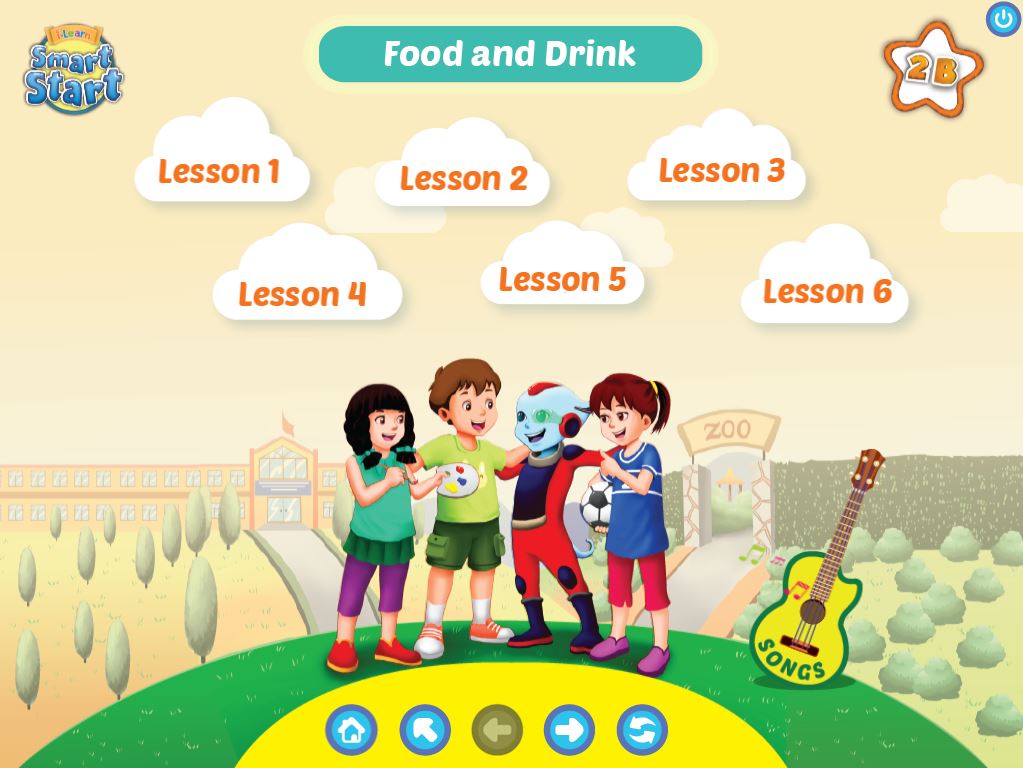 i-Learn
Smart
Start
Food and Drink
2B
Lesson 1
Lesson 2
Lesson 3
Lesson 4
Lesson 5
Lesson 6
ZOO
SONGS